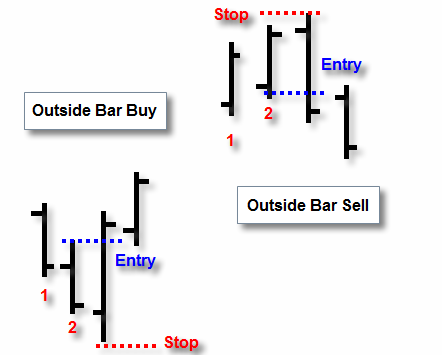 Stop
Entry
1
2
Outside Bar Buy
Outside Bar Sell
Entry
1
2
Stop